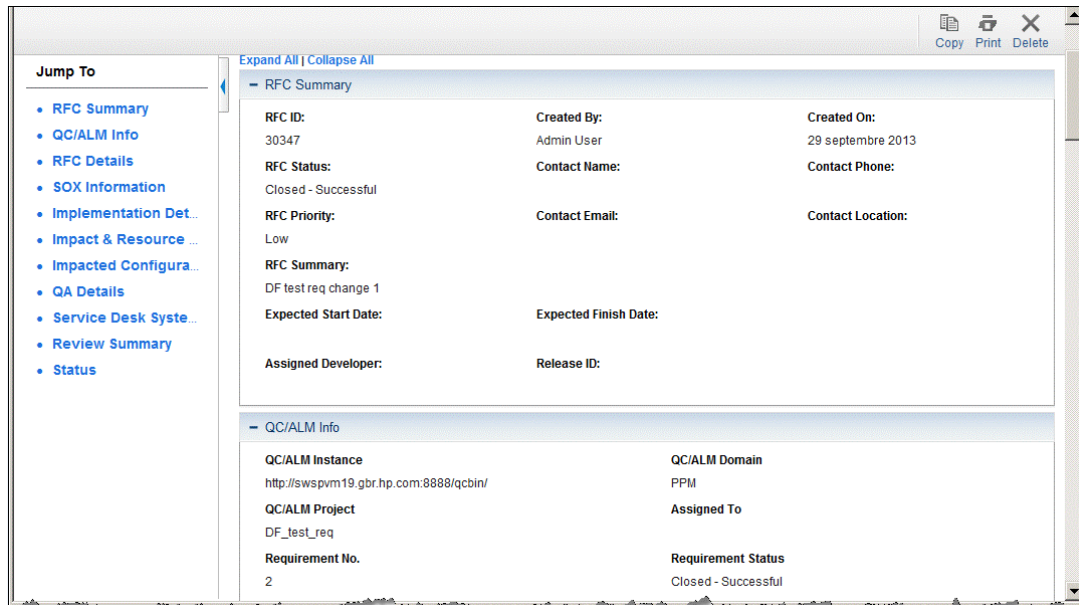 Copy Print Delete
Jump To
• RFC Summary
• QC/ALM Info
• RFC Details
• SOX Information
• Implementation Det...
• Impact & Resource ...
• Impacted Configura...
• QA Details
• Service Desk Syste...
• Review Summary
• Status
Expand All | Collapse All
− RFC Summary
RFC ID: Created By: Created On:
30347 Admin User 29 septembre 2013
RFC Status: Contact Name: Contact Phone:
Closed - Successful
RFC Priority: Contact Email: Contact Location:
Low
RFC Summary:
DF test req change 1
Expected Start Date: Expected Finish Date:
Assigned Developer: Release ID:
− QC/ALM Info
QC/ALM Instance QC/ALM Domain
http://swspvm19.gbr.hp.com:8888/qcbin/ PPM
QC/ALM Project Assigned To
DF_test_req
Requirement No. Requirement Status
2 Closed - Successful